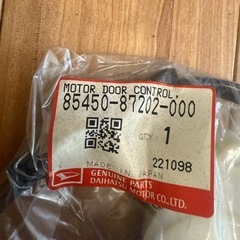 MOTOR DOOR CONTROL,
85450-87202-000
QTY: 1
MADE IN JAPAN 221098
GENUINE PARTS
DAIHATSU MOTOR CO.,LTD.